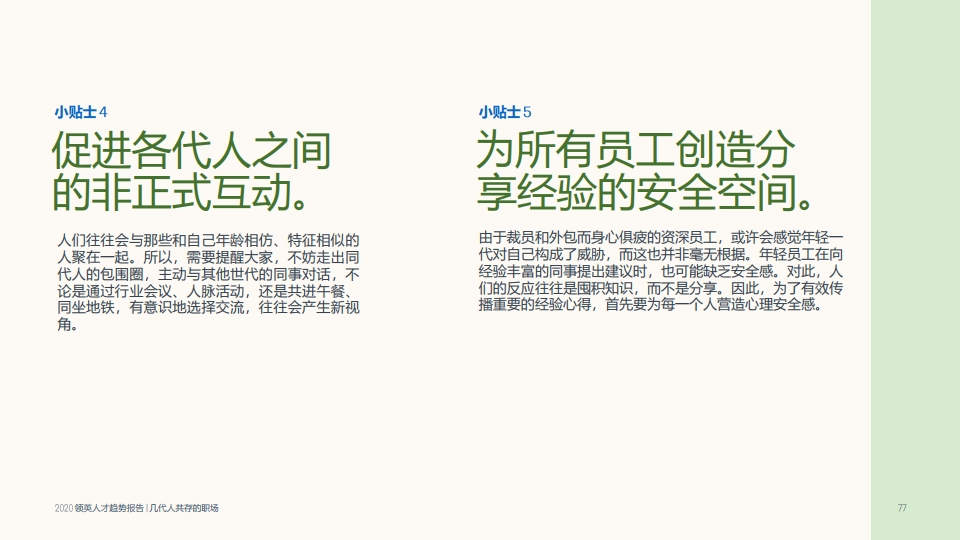 小贴士 4
促进各代人之间
的非正式互动。
人们往往会与那些和自己年龄相仿、特征相似的
人聚在一起。所以，需要提醒大家，不妨走出同
代人的包围圈，主动与其他世代的同事对话，不
论是通过行业会议、人脉活动，还是共进午餐、
同坐地铁，有意识地选择交流，往往会产生新视
角。
小贴士 5
为所有员工创造分
享经验的安全空间。
由于裁员和外包而身心俱疲的资深员工，或许会感觉年轻一
代对自己构成了威胁，而这也并非毫无根据。年轻员工在向
经验丰富的同事提出建议时，也可能缺乏安全感。对此，人
们的反应往往是囤积知识，而不是分享。因此，为了有效传
播重要的经验心得，首先要为每一个人营造心理安全感。
2020 领英人才趋势报告 | 几代人共存的职场
77